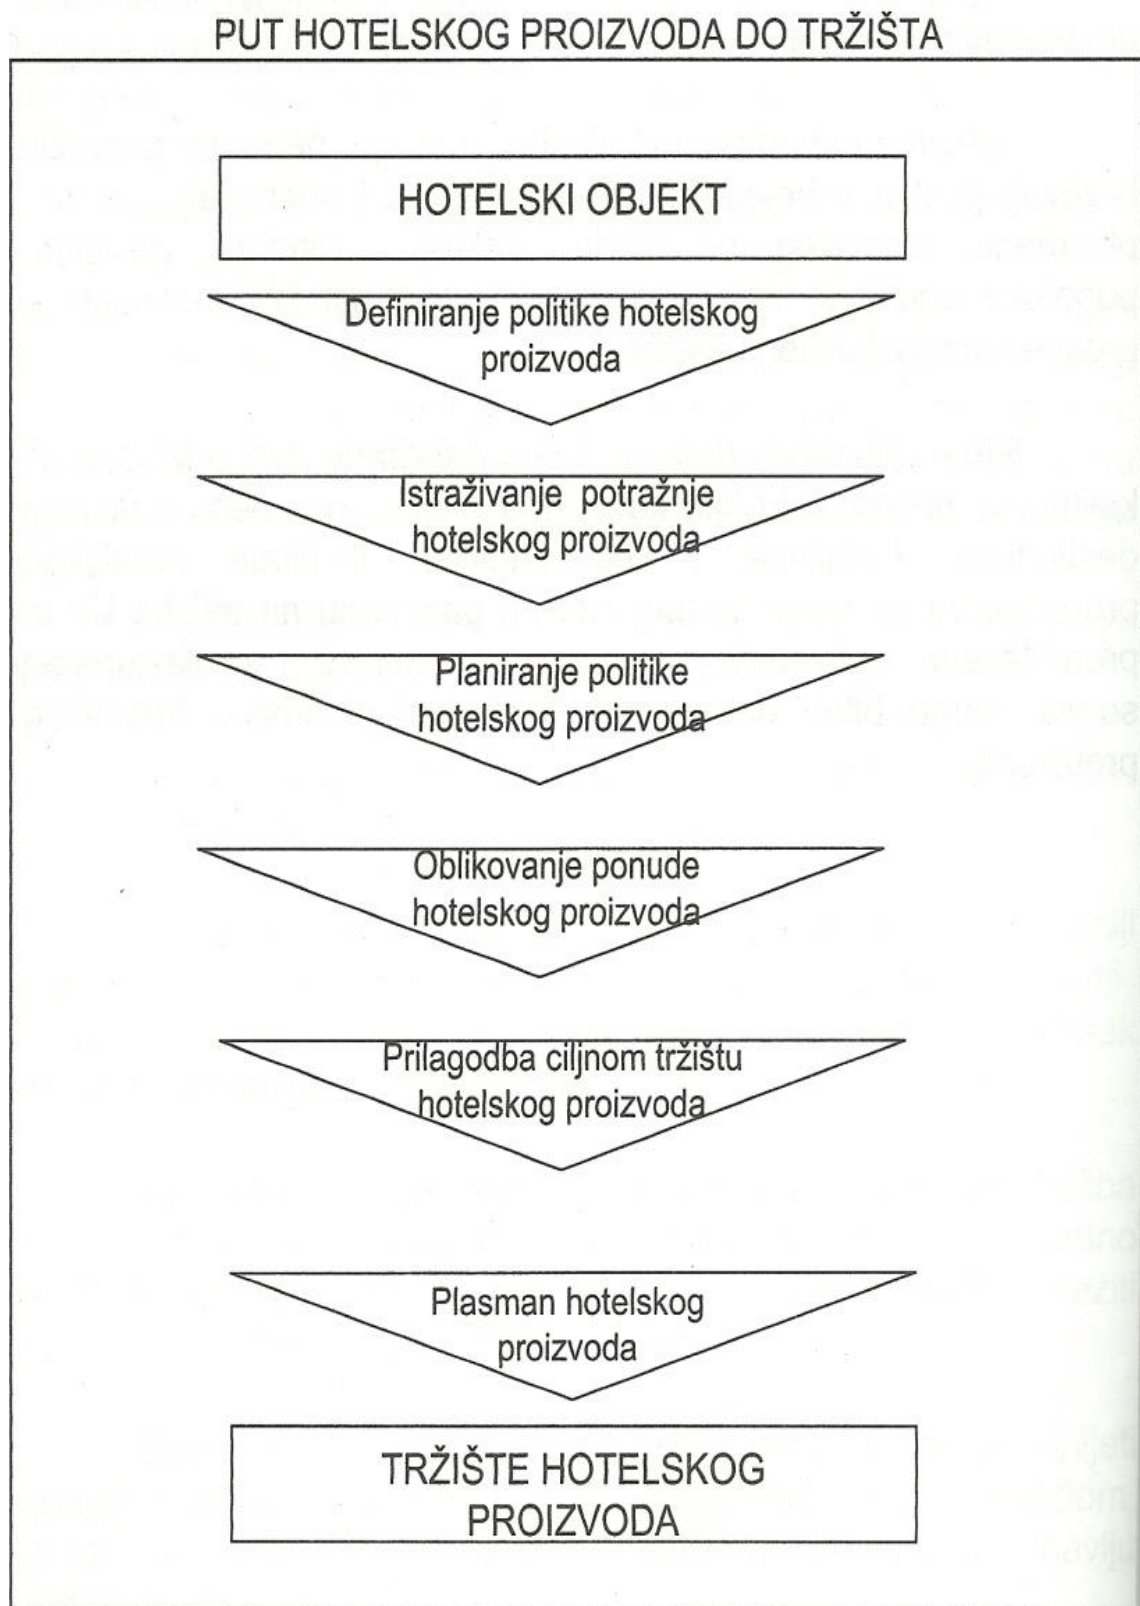 PUT HOTELSKOG PROIZVODA DO TRŽIŠTA
HOTELSKI OBJEKT
Definiranje politike hotelskog
proizvoda
Istraživanje potražnje
hotelskog proizvoda
Planiranje politike
hotelskog proizvoda
Oblikovanje ponude
hotelskog proizvoda
Prilagodba ciljnom tržištu
hotelskog proizvoda
Plasman hotelskog
proizvoda
TRŽIŠTE HOTELSKOG
PROIZVODA